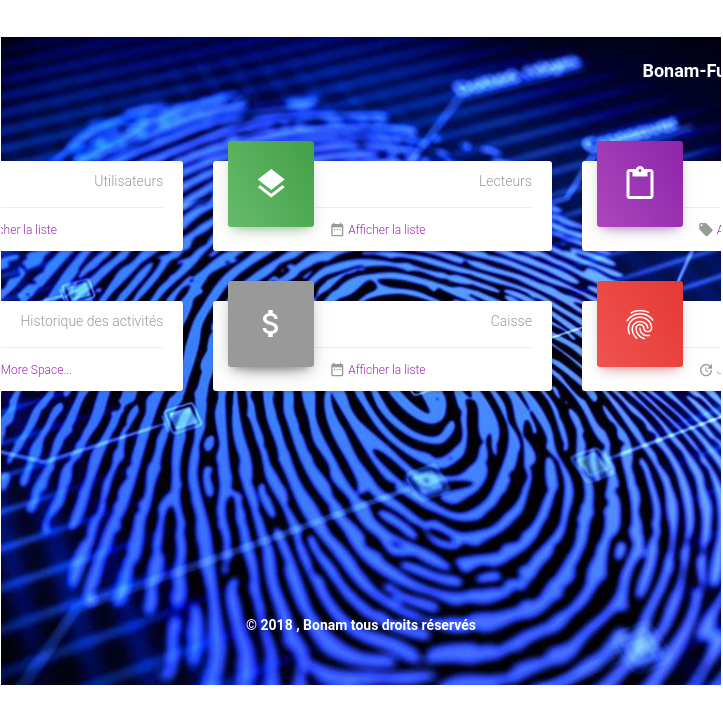 Bonam-Fu
Utilisateurs
Lecteurs
cher la liste
Afficher la liste
Historique des activités
Caisse
More Space...
Afficher la liste
© 2018 , Bonam tous droits réservés